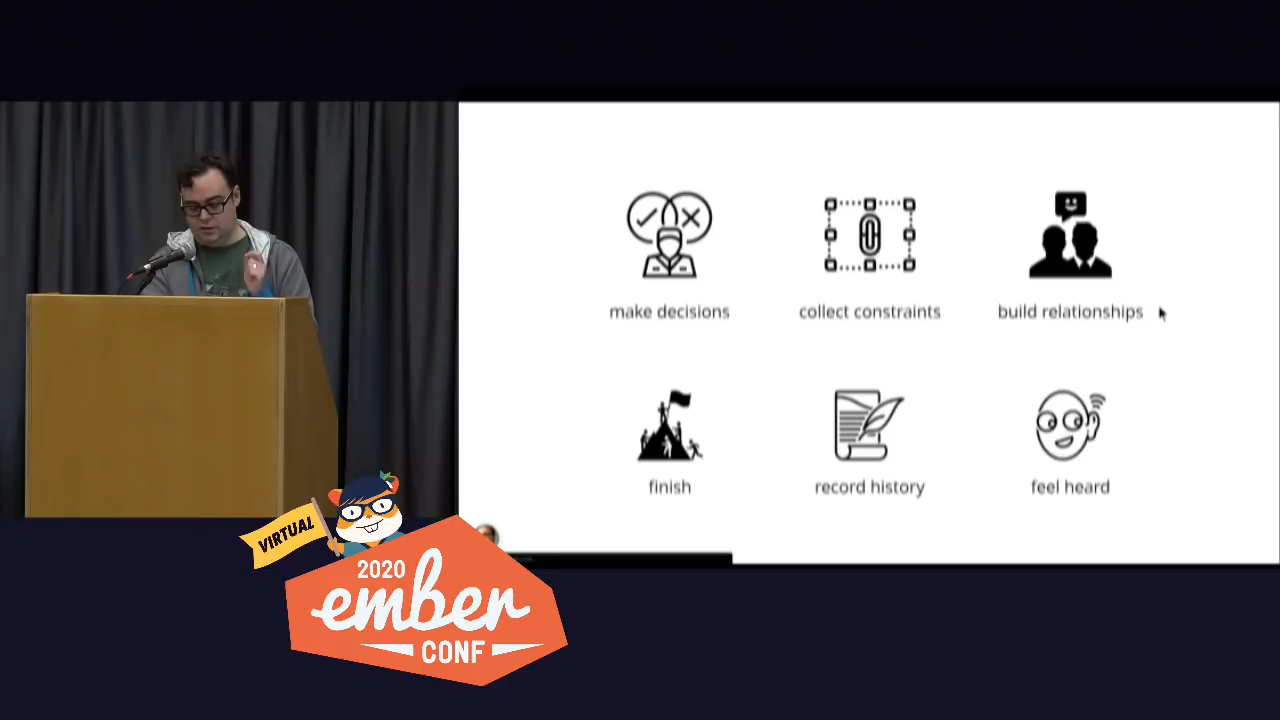 make decisions
collect constraints
build relationships
finish
record history
feel heard
VIRTUAL
2020
ember
CONF